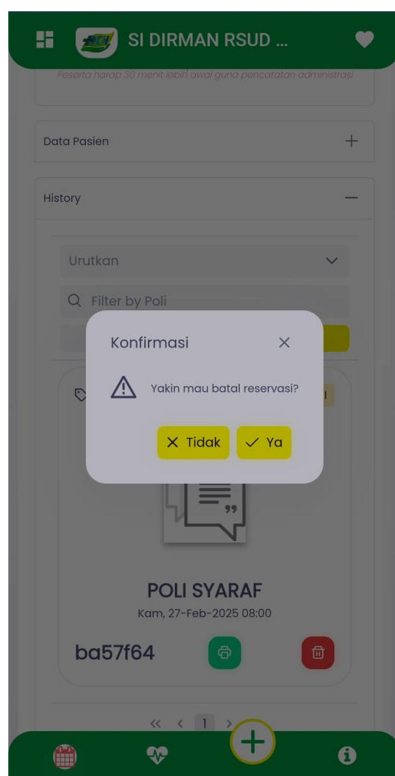 SI DIRMAN RSUD ...
Peserta harap 30 menit lebih awal guna pencatatan administrasi
Data Pasien
History
Urutkan
Filter by Poli
Konfirmasi
Yakin mau batal reservasi?
Tidak
Ya
POLI SYARAF
Kam, 27-Feb-2025 08:00
ba57f64
1